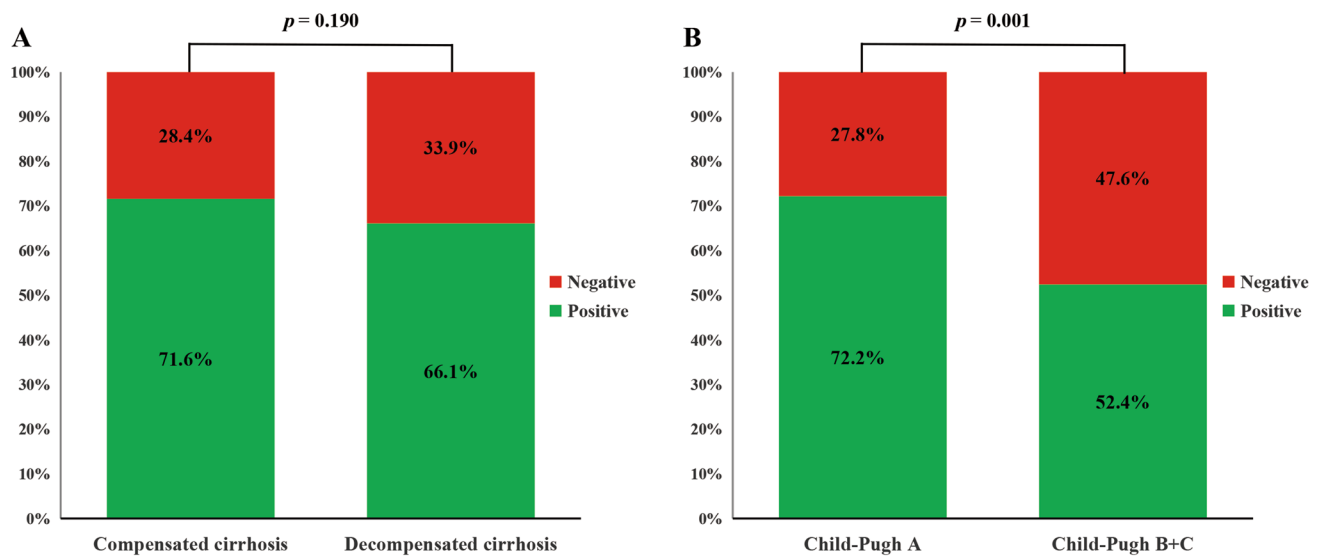 A
p = 0.190
100%
90%
80%
70%
60%
50%
40%
30%
20%
10%
0%
28.4%
33.9%
71.6%
66.1%
Negative
Positive
Compensated cirrhosis
Decompensated cirrhosis
B
p = 0.001
100%
90%
80%
70%
60%
50%
40%
30%
20%
10%
0%
27.8%
47.6%
72.2%
52.4%
Negative
Positive
Child-Pugh A
Child-Pugh B+C